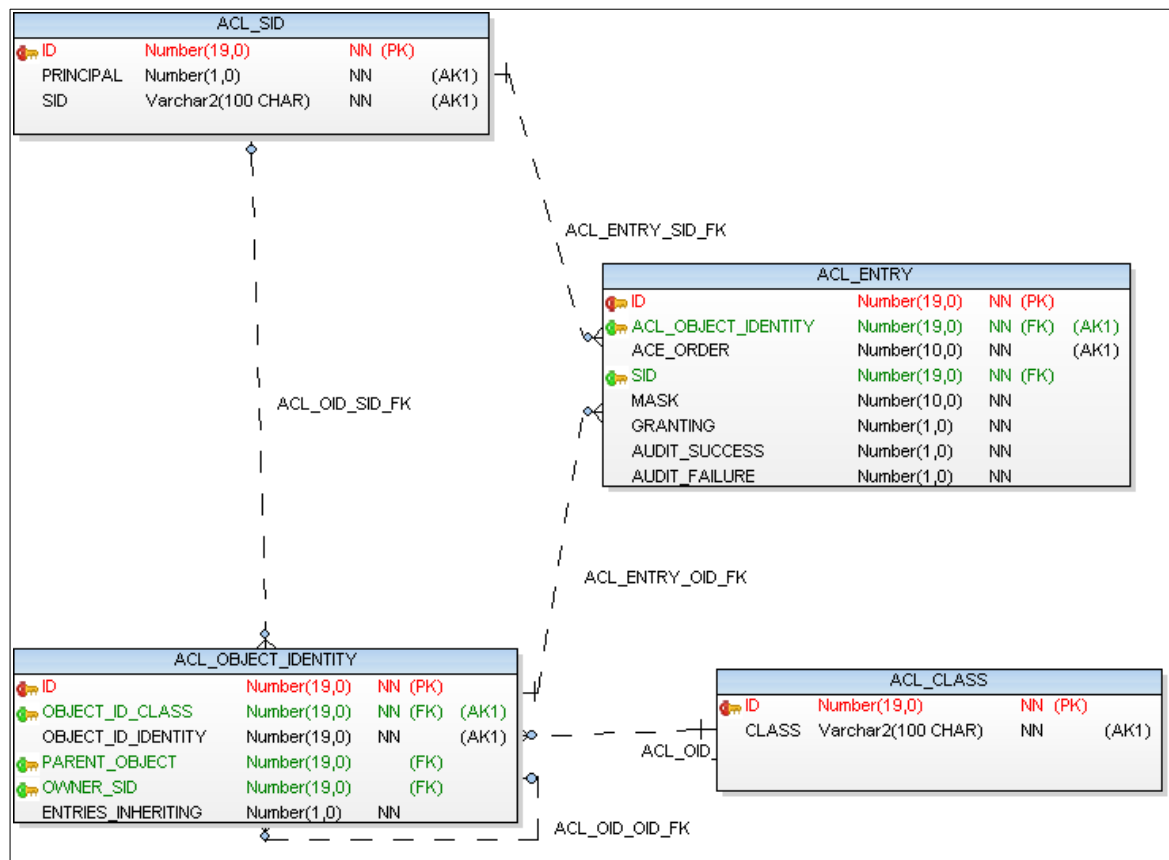 ACL_SID
ID Number(19,0) NN (PK)
PRINCIPAL Number(1,0) NN (AK1)
SID Varchar2(100 CHAR) NN (AK1)
ACL_ENTRY_SID_FK
ACL_ENTRY
ID Number(19,0) NN (PK)
ACL_OBJECT_IDENTITY Number(19,0) NN (FK) (AK1)
ACE_ORDER Number(10,0) NN (AK1)
SID Number(19,0) NN (FK)
MASK Number(10,0) NN
GRANTING Number(1,0) NN
AUDIT_SUCCESS Number(1,0) NN
AUDIT_FAILURE Number(1,0) NN
ACL_OID_SID_FK
ACL_ENTRY_OID_FK
ACL_OBJECT_IDENTITY
ID Number(19,0) NN (PK)
OBJECT_ID_CLASS Number(19,0) NN (FK) (AK1)
OBJECT_ID_IDENTITY Number(19,0) NN (AK1)
PARENT_OBJECT Number(19,0) (FK)
OWNER_SID Number(19,0) (FK)
ENTRIES_INHERITING Number(1,0) NN
ACL_CLASS
ID Number(19,0) NN (PK)
CLASS Varchar2(100 CHAR) NN (AK1)
ACL_OID_
ACL_OID_OID_FK